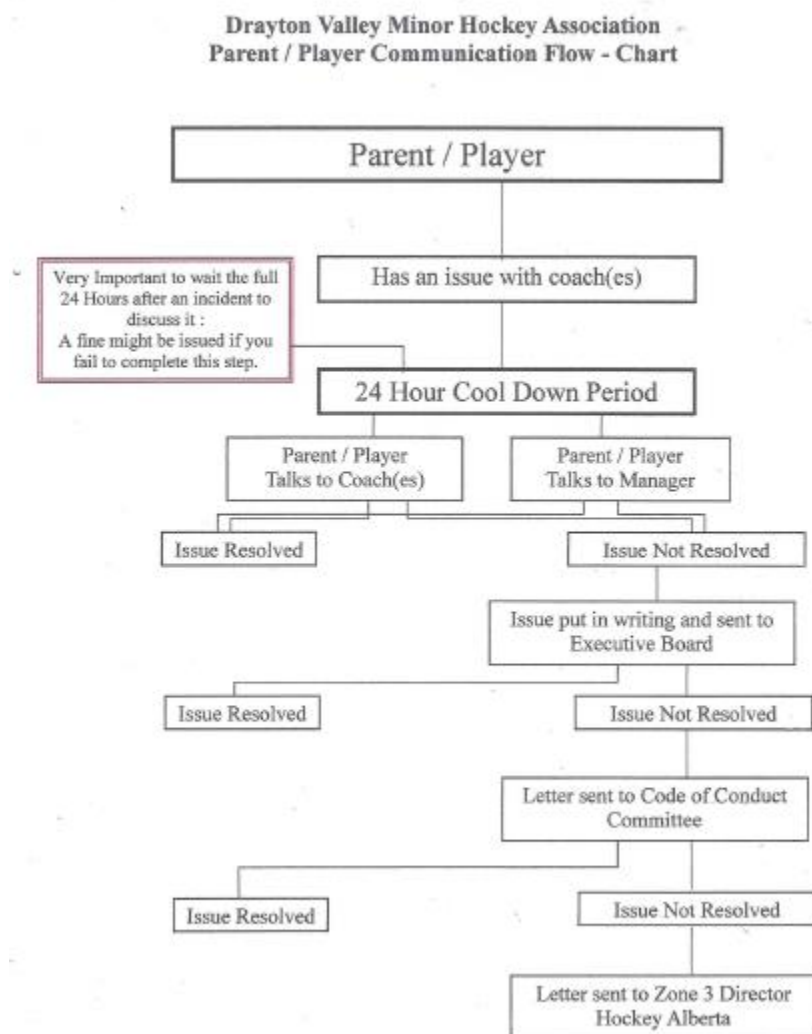 Drayton Valley Minor Hockey Association
Parent / Player Communication Flow - Chart
Parent / Player
Has an issue with coach(es)
Very Important to wait the full
24 Hours after an incident to
discuss it :
A fine might be issued if you
fail to complete this step.
24 Hour Cool Down Period
Parent / Player
Talks to Coach(es)
Parent / Player
Talks to Manager
Issue Resolved
Issue Not Resolved
Issue put in writing and sent to
Executive Board
Issue Resolved
Issue Not Resolved
Letter sent to Code of Conduct
Committee
Issue Resolved
Issue Not Resolved
Letter sent to Zone 3 Director
Hockey Alberta